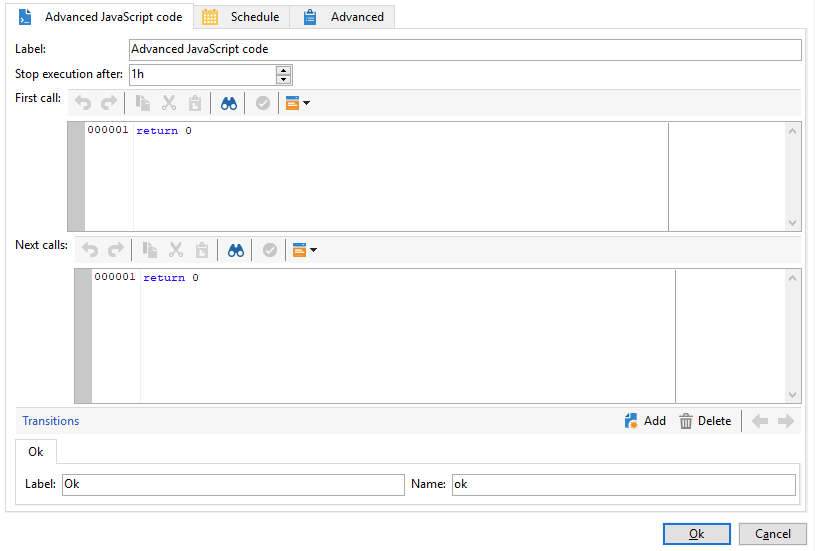 Advanced JavaScript code Schedule Advanced
Label: Advanced JavaScript code
Stop execution after: 1h
First call:
000001 return 0
Next calls:
000001 return 0
Transitions Add Delete
Ok
Label: Ok Name: ok
Ok Cancel